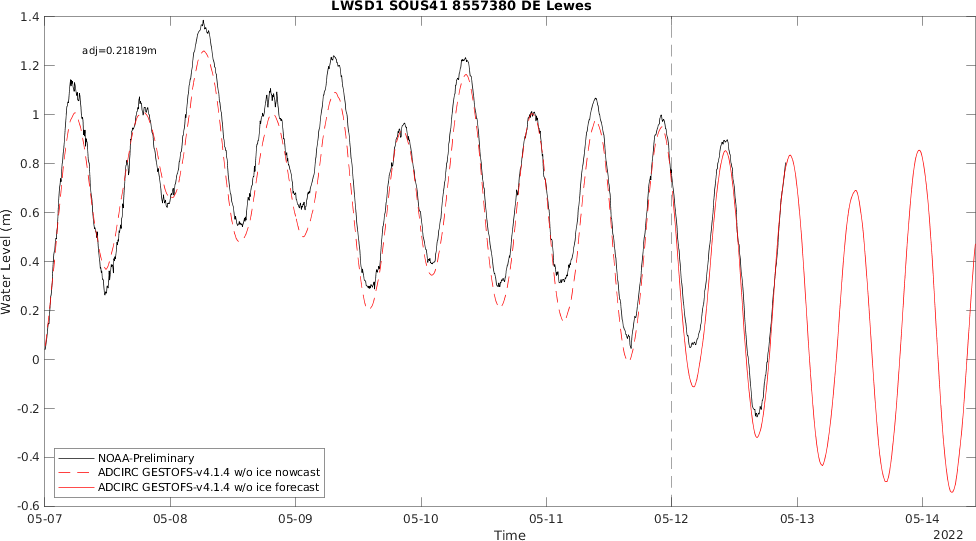 LWSD1 SOUS41 8557380 DE Lewes
1.4
1.2
1
0.8
0.6
0.4
0.2
0
-0.2
-0.4
-0.6
Water Level (m)
adj=0.21819m
NOAA-Preliminary
ADCIRC GESTOFS-v4.1.4 w/o ice nowcast
ADCIRC GESTOFS-v4.1.4 w/o ice forecast
05-07 05-08 05-09 05-10 05-11 05-12 05-13 05-14
Time
2022